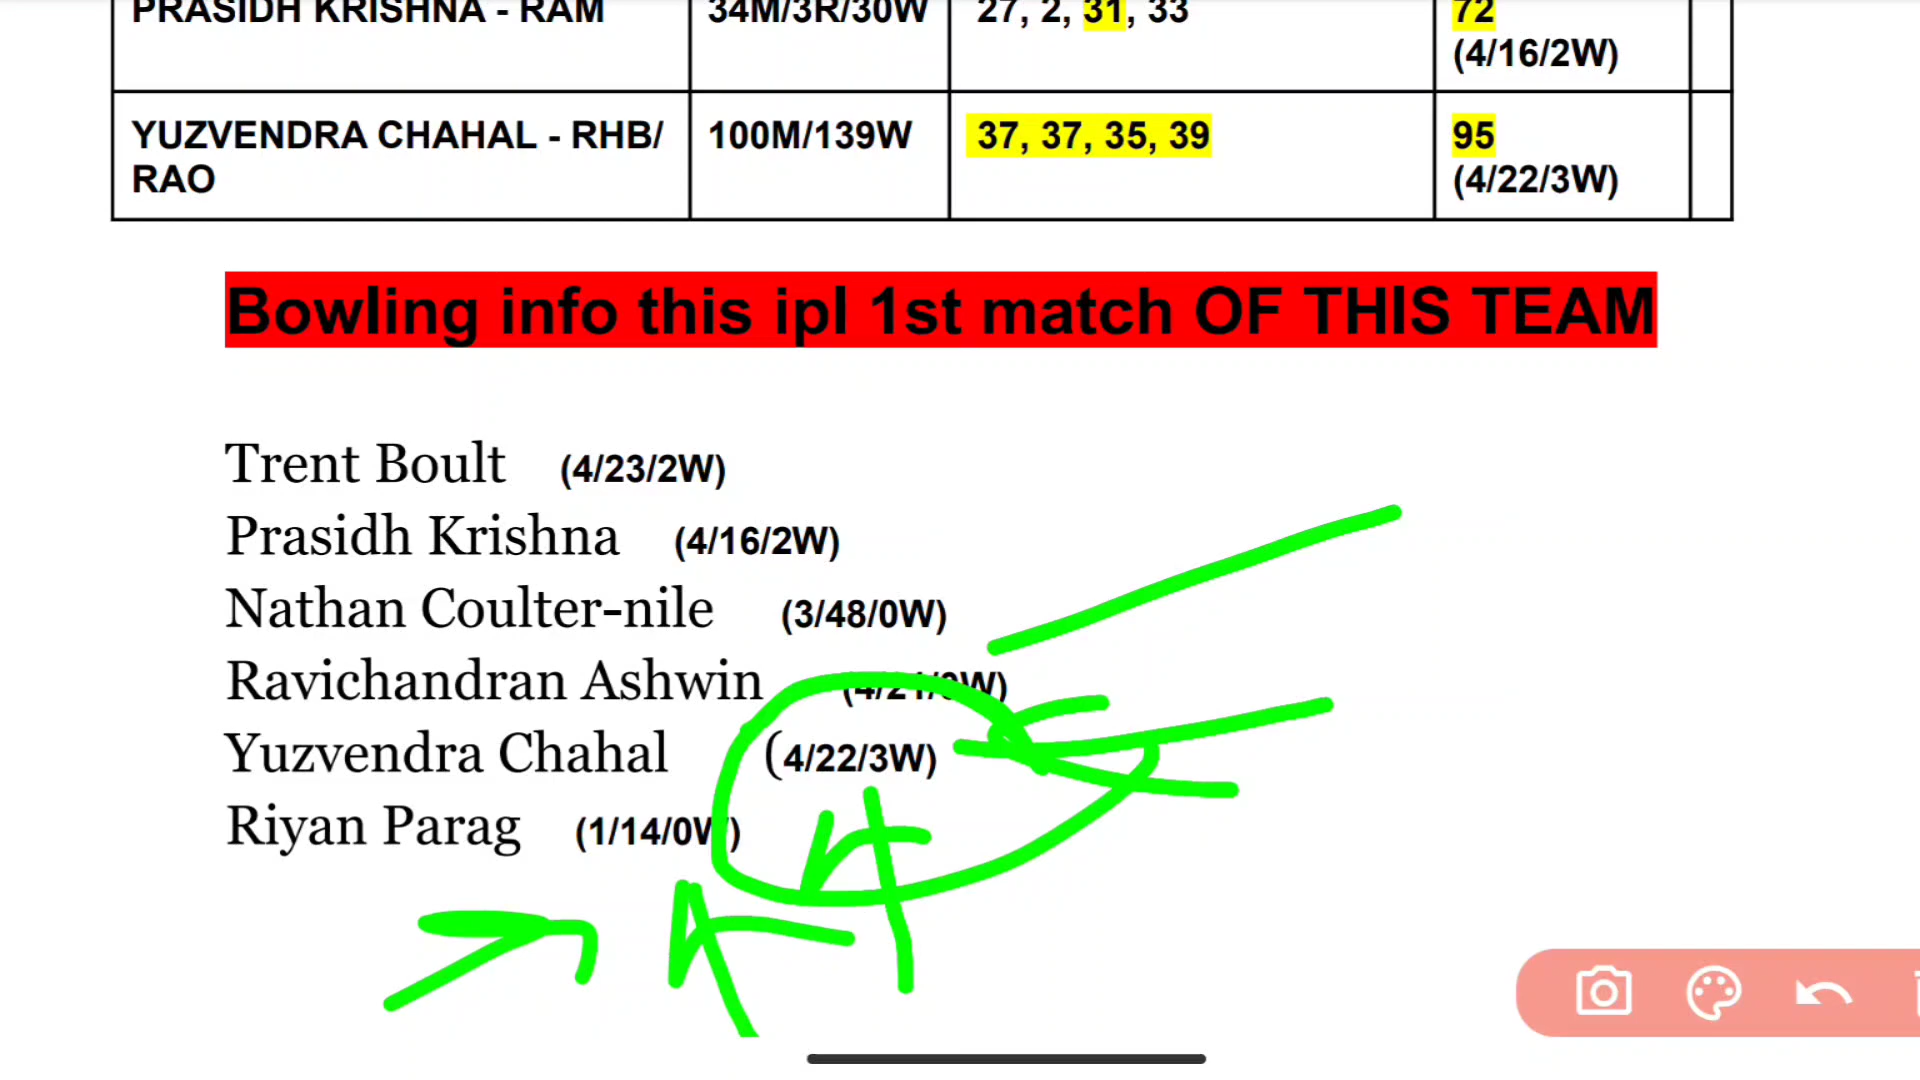 PRASIDH KRISHNA - RAM 34M/3R/30W 27, 2, 31, 33 72
(4/16/2W)
YUZVENDRA CHAHAL - RHB/ 100M/139W 37, 37, 35, 39 95
RAO (4/22/3W)
Bowling info this ipl 1st match OF THIS TEAM
Trent Boult (4/23/2W)
Prasidh Krishna (4/16/2W)
Nathan Coulter-nile (3/48/0W)
Ravichandran Ashwin
Yuzvendra Chahal (4/22/3W)
Riyan Parag (1/14/0W)